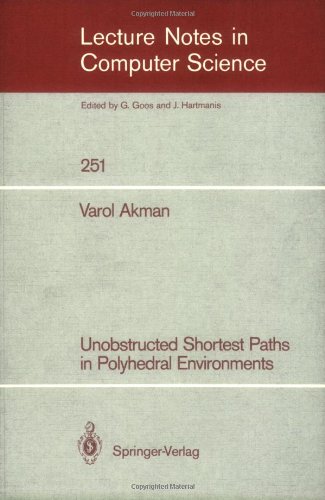 Lecture Notes in
Computer Science
Edited by G. Goos and J. Hartmanis
251
Varol Akman
Unobstructed Shortest Paths
in Polyhedral Environments
Springer-Verlag